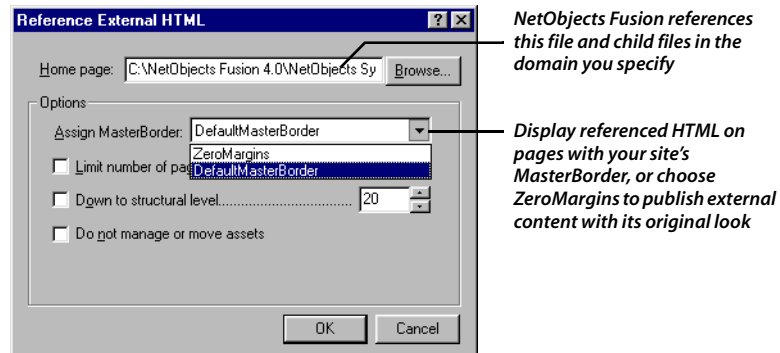 Reference External HTML
NetObjects Fusion references
this file and child files in the
domain you specify
Home page: C:\NetObjects Fusion 4.0\NetObjects Sy Browse...
Options
Assign MasterBorder: DefaultMasterBorder
Display referenced HTML on
pages with your site's
MasterBorder, or choose
ZeroMargins to publish external
content with its original look
ZeroMargins
Limit number of DefaultMasterBorder
Down to structural level................................ 20
Do not manage or move assets
OK Cancel